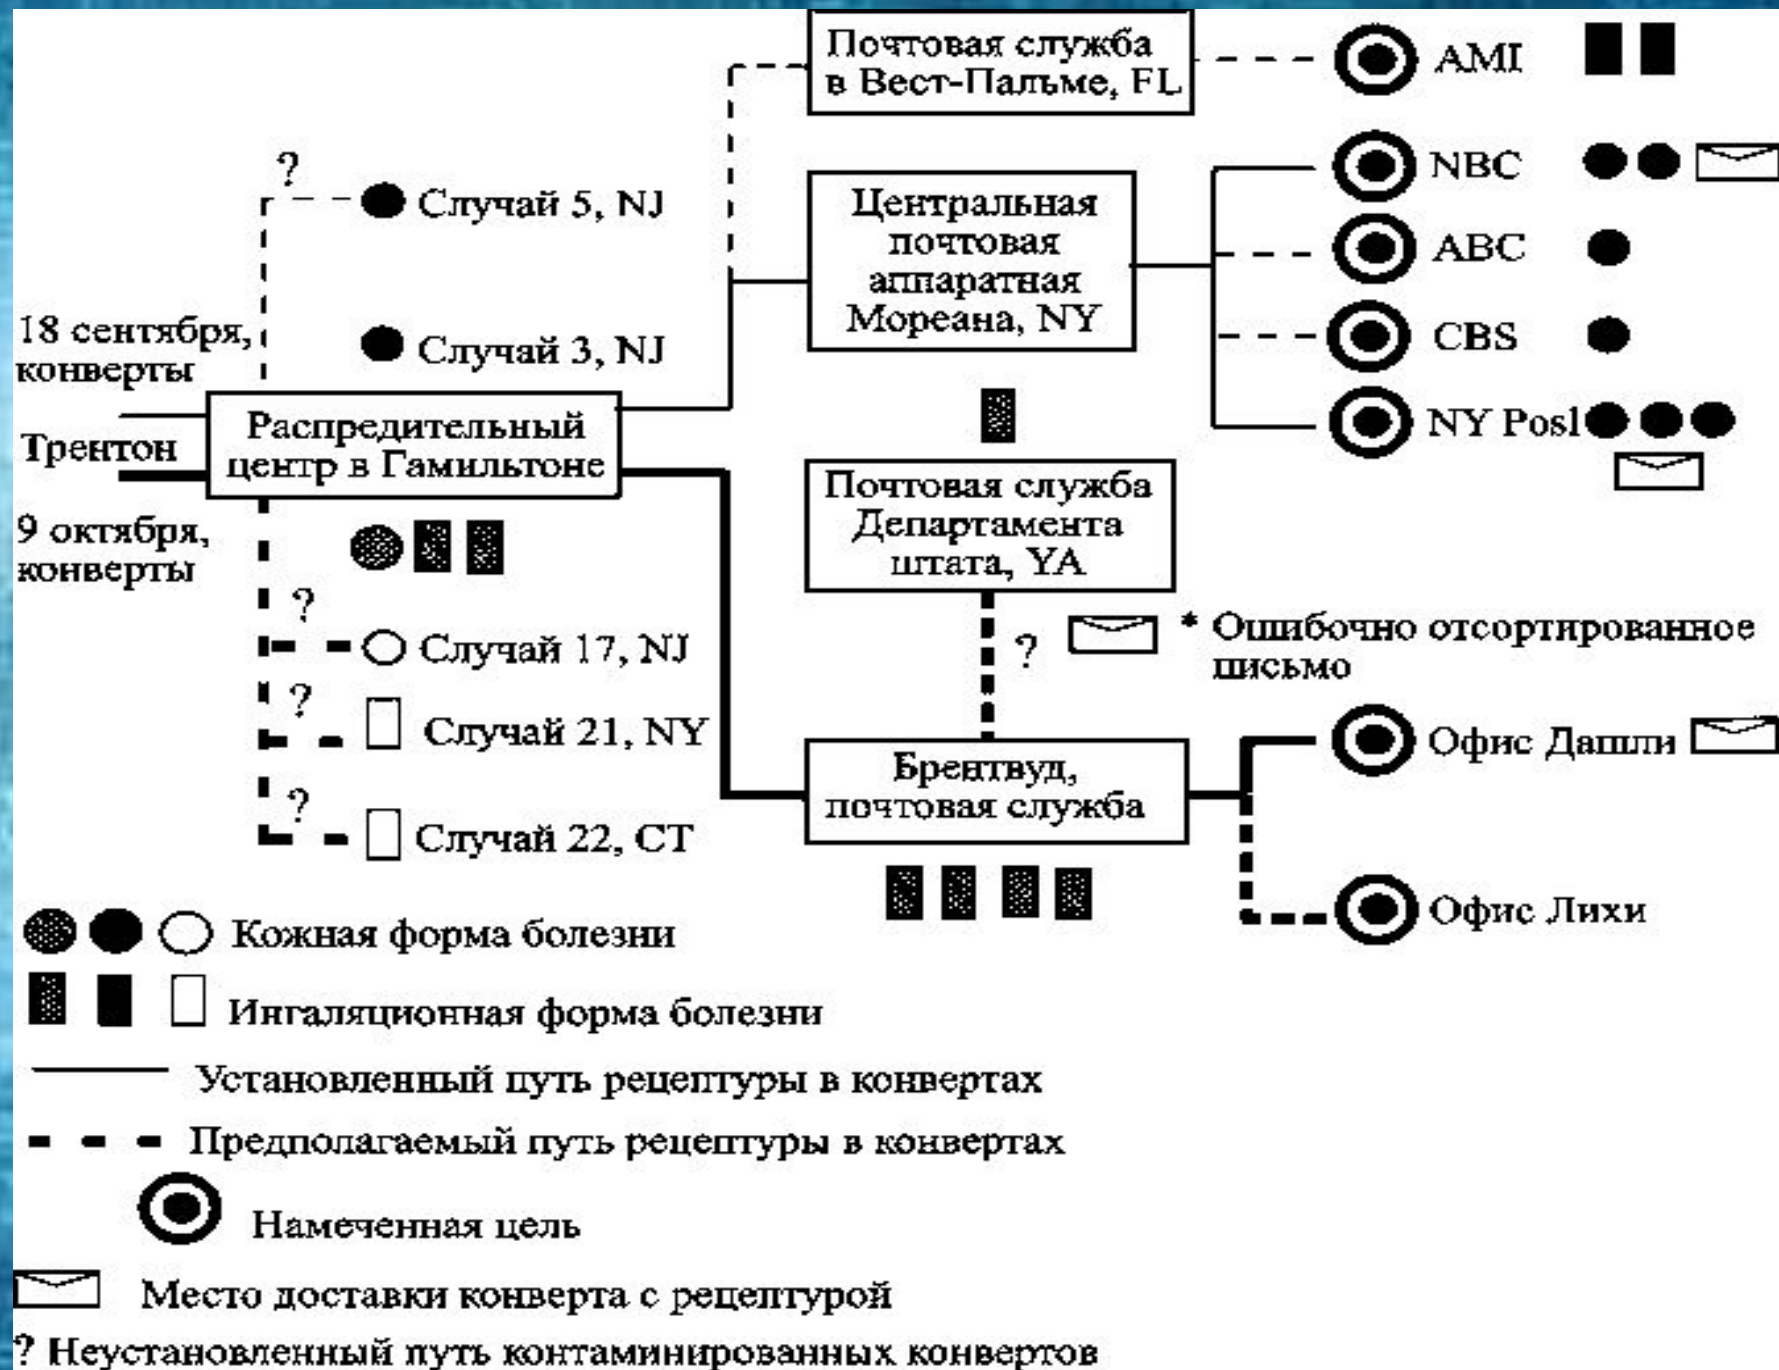 Почтовая служба
в Вест-Пальме, FL
AMI
?
Случай 5, NJ
Центральная
почтовая
аппаратная
Мореана, NY
NBC
ABC
CBS
NY Posl
18 сентября,
конверты
Случай 3, NJ
Трентон
Распредительный
центр в Гамильтоне
9 октября,
конверты
Почтовая служба
Департамента
штата, YA
?
Случай 17, NJ
?
* Ошибочно отсортированное
письмо
?
Случай 21, NY
?
Случай 22, CT
Брентвуд,
почтовая служба
Офис Дашли
Офис Лихи
Кожная форма болезни
Ингаляционная форма болезни
Установленный путь рецептуры в конвертах
Предполагаемый путь рецептуры в конвертах
Намеченная цель
Место доставки конверта с рецептурой
? Неустановленный путь контаминированных конвертов